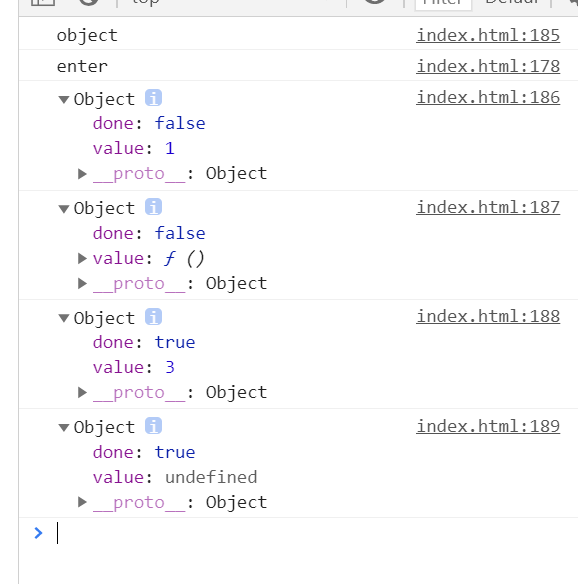 top Filter Defaul
object index.html:185
enter index.html:178
▼Object i index.html:186
done: false
value: 1
▶__proto__: Object
▼Object i index.html:187
done: false
▶value: ƒ ()
▶__proto__: Object
▼Object i index.html:188
done: true
value: 3
▶__proto__: Object
▼Object i index.html:189
done: true
value: undefined
▶__proto__: Object
>